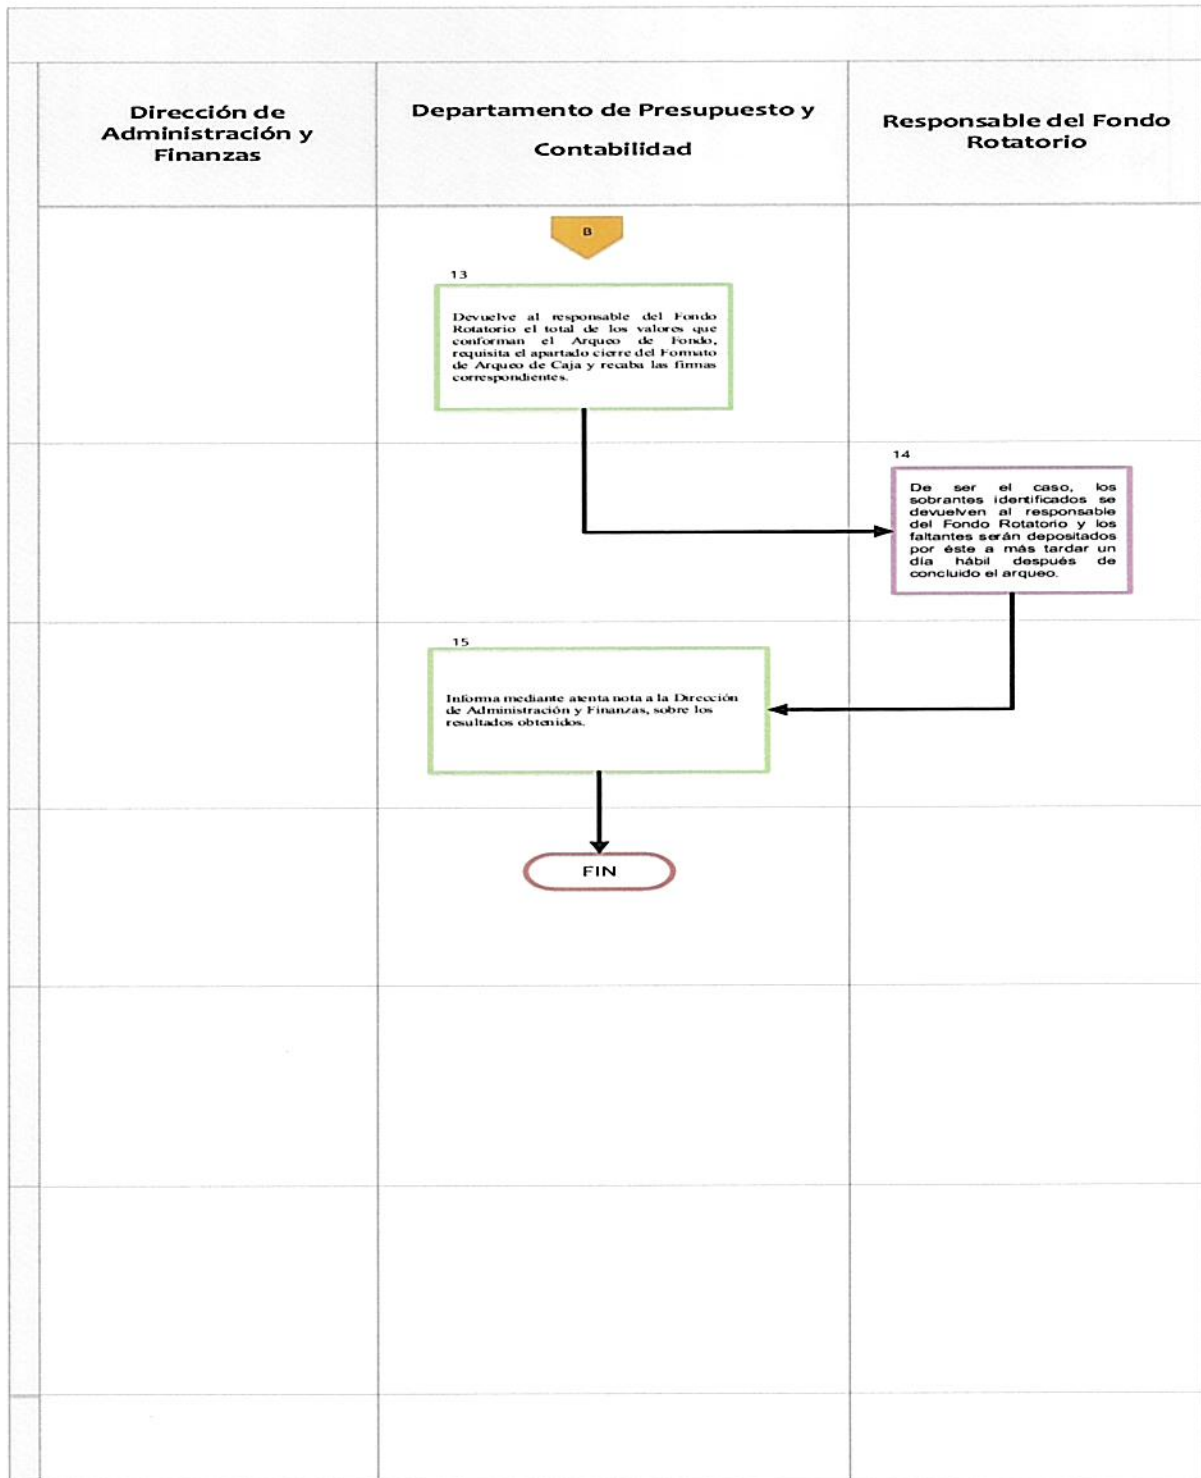 Dirección de
Administración y
Finanzas
Departamento de Presupuesto y
Contabilidad
Responsable del Fondo
Rotatorio
B
13
Devuelve al responsable del Fondo
Rotatorio el total de los valores que
conforman el Arqueo de Fondo,
requisita el apartado cierre del Formato
de Arqueo de Caja y recaba las firmas
correspondientes.
14
De ser el caso, los
sobrantes identificados se
devuelven al responsable
del Fondo Rotatorio y los
faltantes serán depositados
por éste a más tardar un
día hábil después de
concluido el arqueo.
15
Informa mediante atenta nota a la Dirección
de Administración y Finanzas, sobre los
resultados obtenidos.
FIN